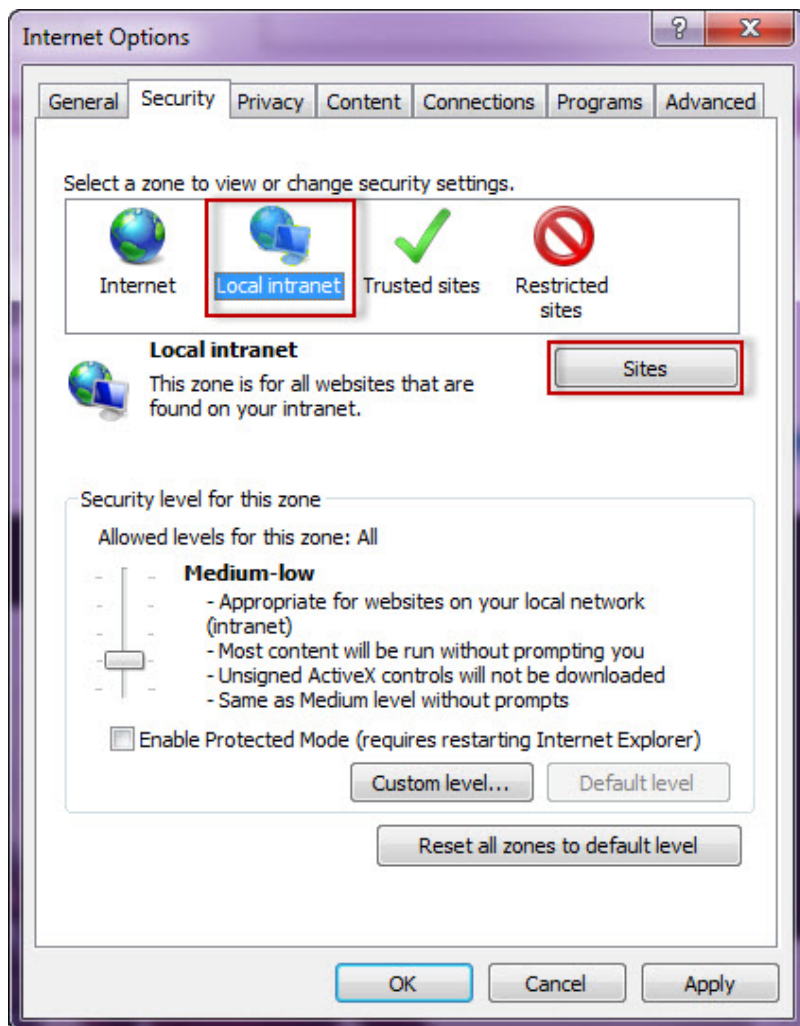 Internet Options
General Security Privacy Content Connections Programs Advanced
Select a zone to view or change security settings.
Internet Local intranet Trusted sites Restricted
sites
Local intranet
This zone is for all websites that are
found on your intranet.
Sites
Security level for this zone
Allowed levels for this zone: All
Medium-low
- Appropriate for websites on your local network
(intranet)
- Most content will be run without prompting you
- Unsigned ActiveX controls will not be downloaded
- Same as Medium level without prompts
Enable Protected Mode (requires restarting Internet Explorer)
Custom level... Default level
Reset all zones to default level
OK Cancel Apply